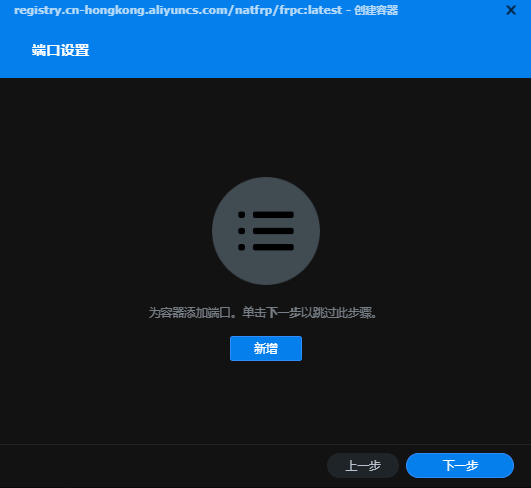 registry.cn-hongkong.aliyuncs.com/natfrp/frpc:latest - 创建容器
端口设置
为容器添加端口。单击下一步以跳过此步骤。
新增
上一步
下一步